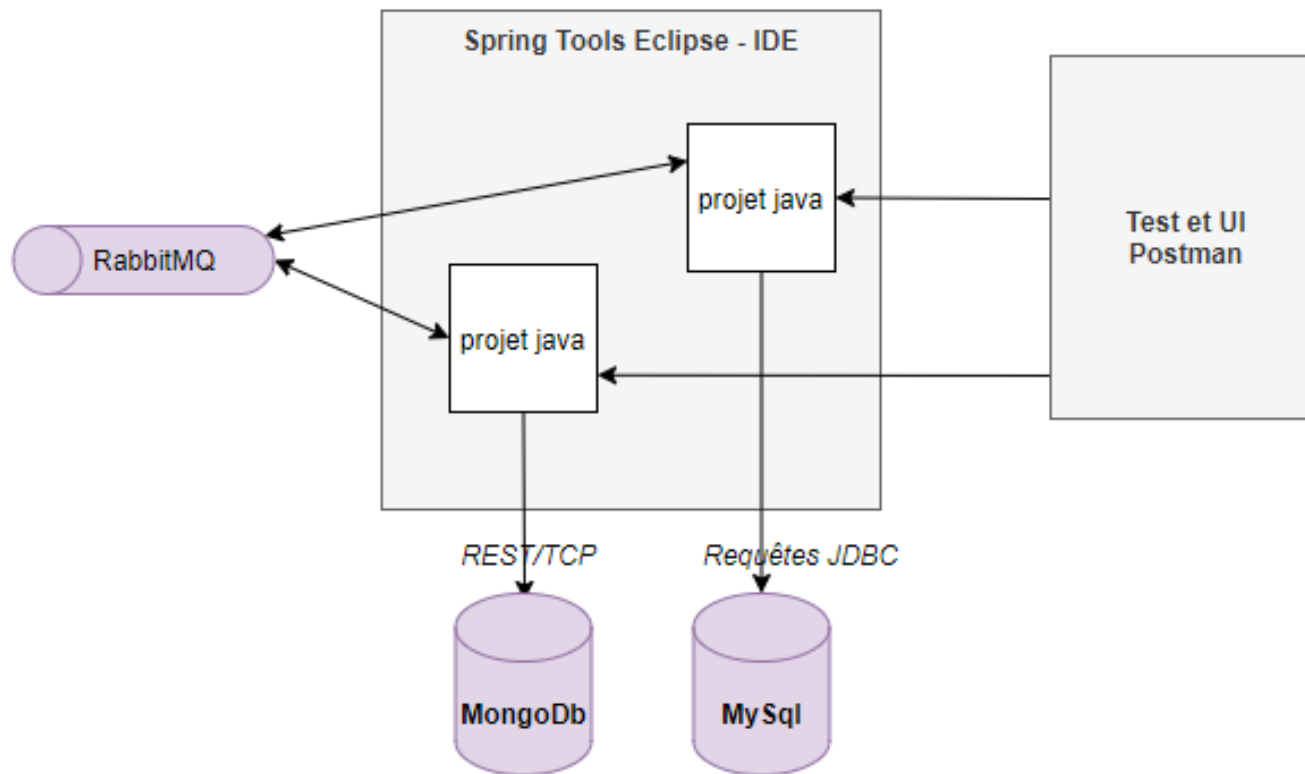 Spring Tools Eclipse - IDE
projet java
Test et UI
Postman
RabbitMQ
projet java
REST/TCP
Requêtes JDBC
MongoDb
MySql